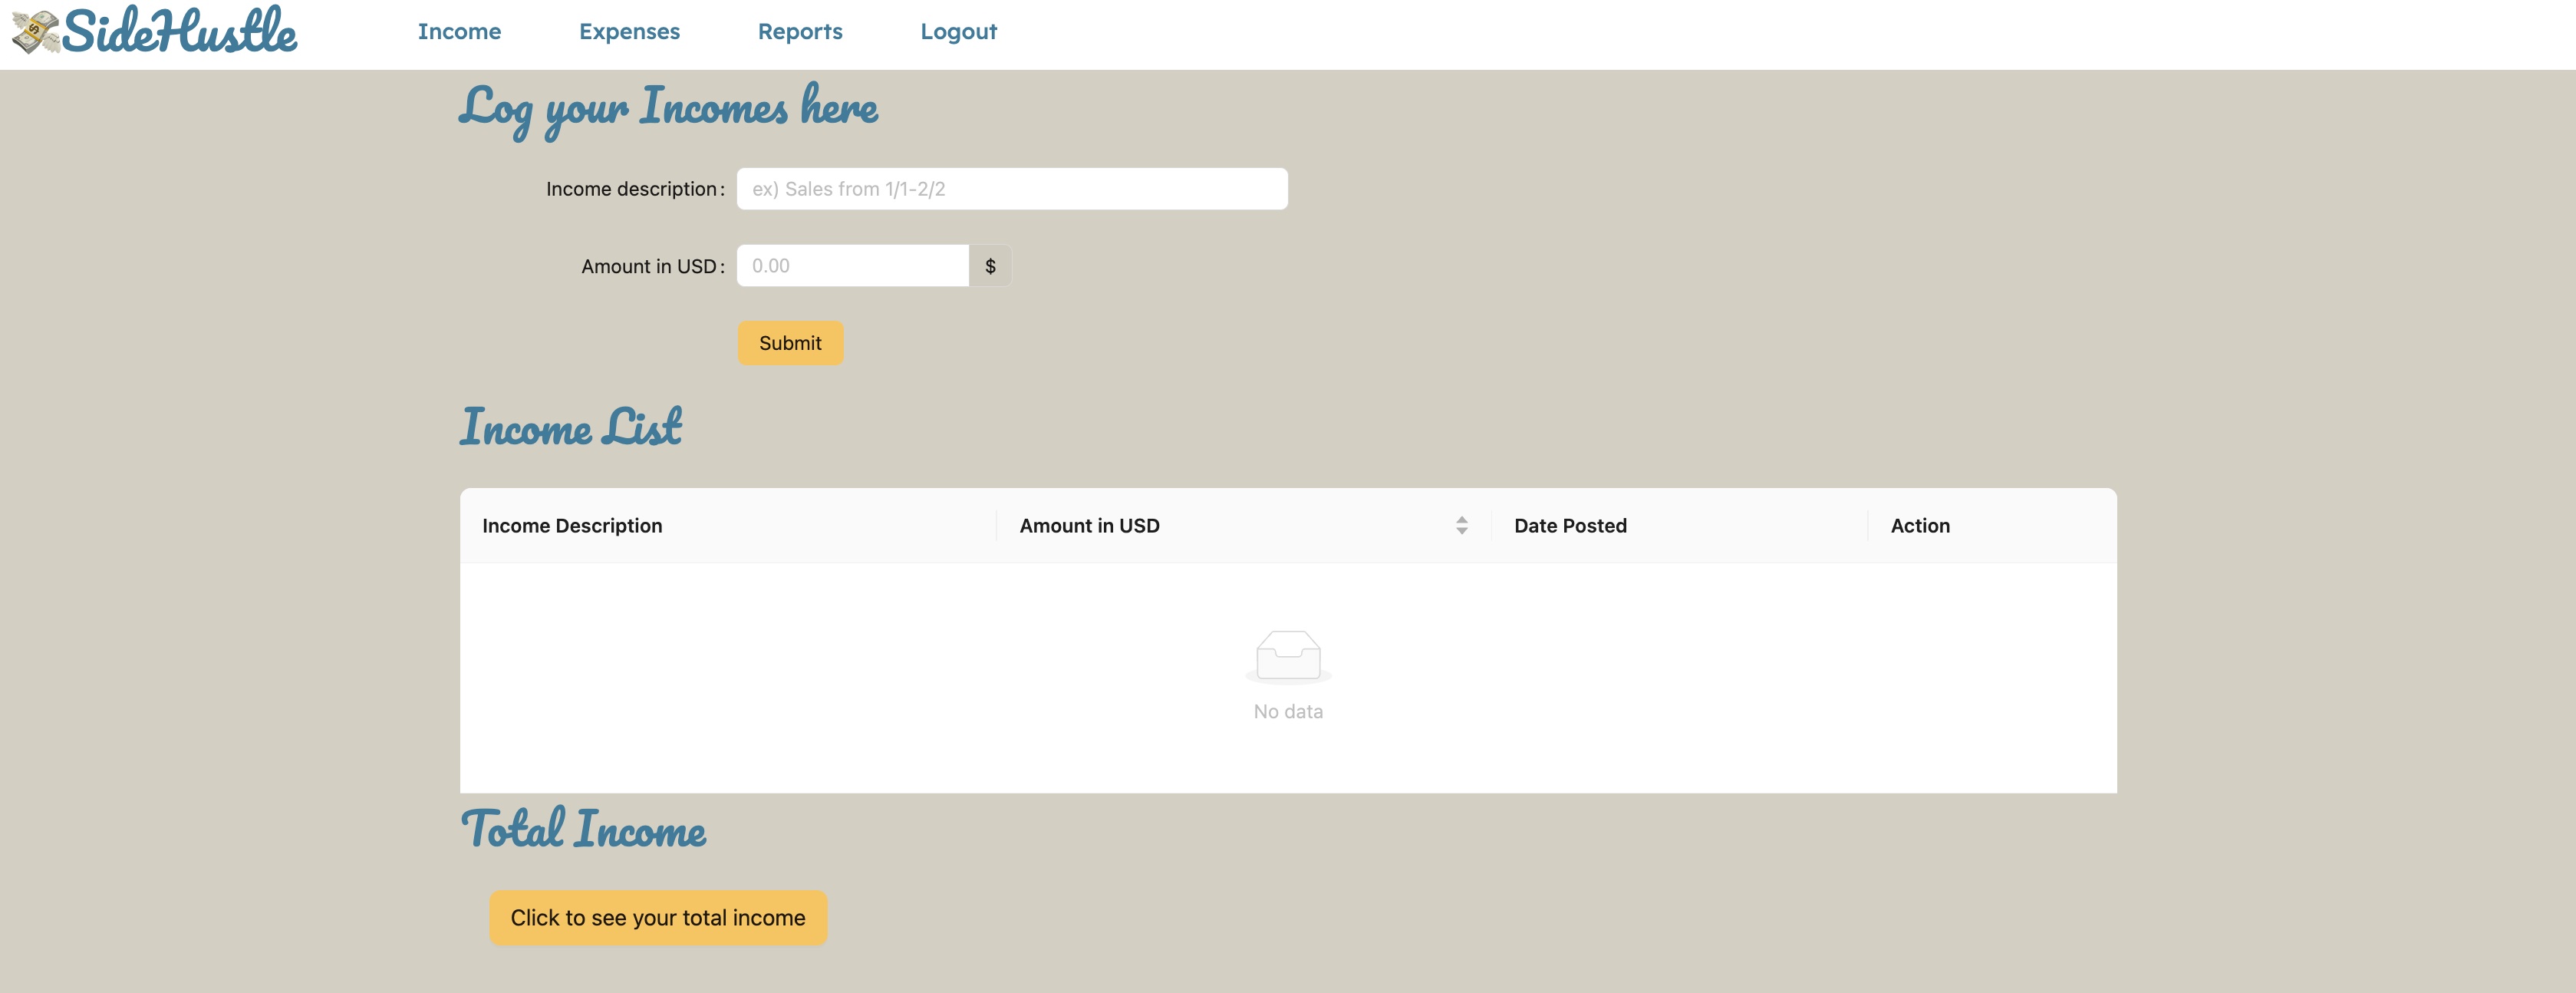 SideHustle Income Expenses Reports Logout
Log your Incomes here
Income description: ex) Sales from 1/1-2/2
Amount in USD: 0.00 $
Submit
Income List
Income Description Amount in USD Date Posted Action
No data
Total Income
Click to see your total income